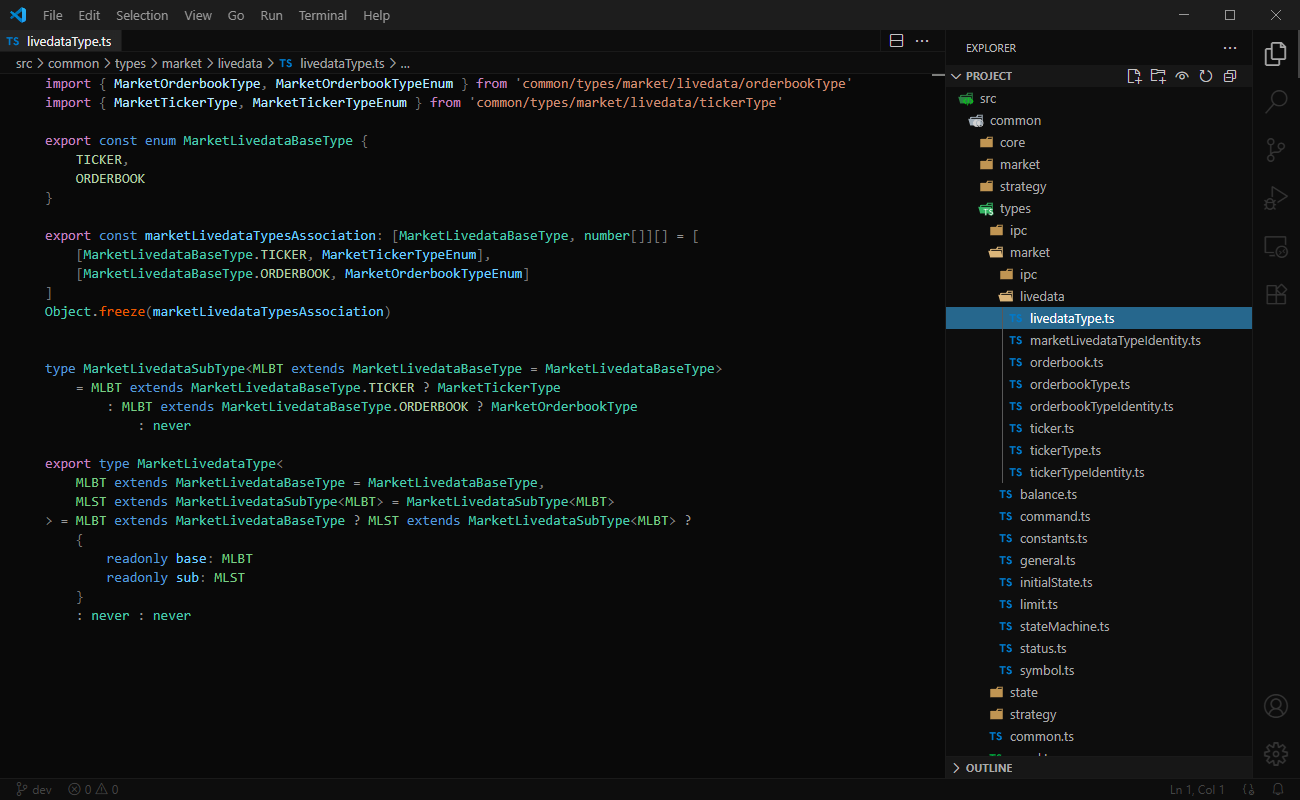 File Edit Selection View Go Run Terminal Help
TS livedataType.ts
src > common > types > market > livedata > TS livedataType.ts > ...
import { MarketOrderbookType, MarketOrderbookTypeEnum } from 'common/types/market/livedata/orderbookType'
import { MarketTickerType, MarketTickerTypeEnum } from 'common/types/market/livedata/tickerType'
export const enum MarketLivedataBaseType {
TICKER,
ORDERBOOK
}
export const marketLivedataTypesAssociation: [MarketLivedataBaseType, number[]][] = [
[MarketLivedataBaseType.TICKER, MarketTickerTypeEnum],
[MarketLivedataBaseType.ORDERBOOK, MarketOrderbookTypeEnum]
]
Object.freeze(marketLivedataTypesAssociation)
type MarketLivedataSubType<MLBT extends MarketLivedataBaseType = MarketLivedataBaseType>
= MLBT extends MarketLivedataBaseType.TICKER ? MarketTickerType
: MLBT extends MarketLivedataBaseType.ORDERBOOK ? MarketOrderbookType
: never
export type MarketLivedataType<
MLBT extends MarketLivedataBaseType = MarketLivedataBaseType,
MLST extends MarketLivedataSubType<MLBT> = MarketLivedataSubType<MLBT>
> = MLBT extends MarketLivedataBaseType ? MLST extends MarketLivedataSubType<MLBT> ?
{
readonly base: MLBT
readonly sub: MLST
}
: never : never
EXPLORER
PROJECT
src
common
core
market
strategy
types
ipc
market
ipc
livedata
TS livedataType.ts
TS marketLivedataTypeIdentity.ts
TS orderbook.ts
TS orderbookType.ts
TS orderbookTypeIdentity.ts
TS ticker.ts
TS tickerType.ts
TS tickerTypeIdentity.ts
TS balance.ts
TS command.ts
TS constants.ts
TS general.ts
TS initialState.ts
TS limit.ts
TS stateMachine.ts
TS status.ts
TS symbol.ts
state
strategy
TS common.ts
OUTLINE
dev 0 0
Ln 1, Col 1